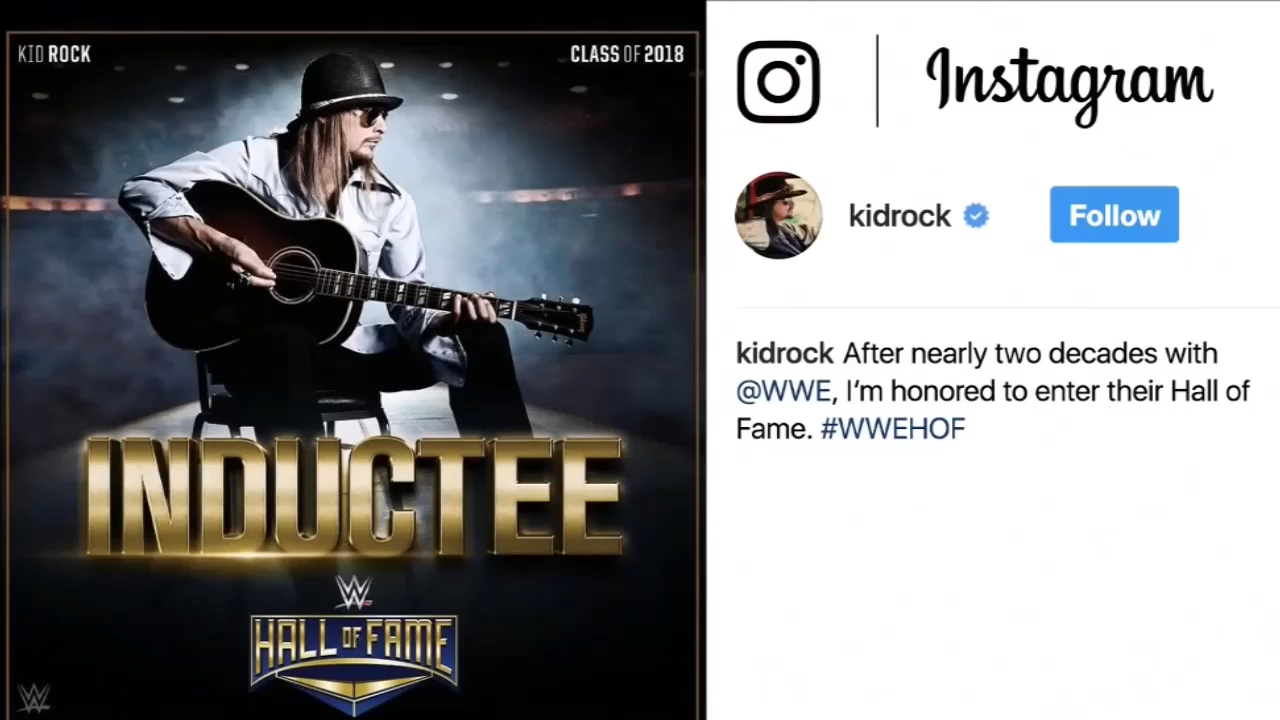 KID ROCK
CLASS OF 2018
INDUCTEE
W
HALL OF FAME
W
Instagram
kidrock
Follow
kidrock After nearly two decades with
@WWE, I'm honored to enter their Hall of
Fame. #WWEHOF